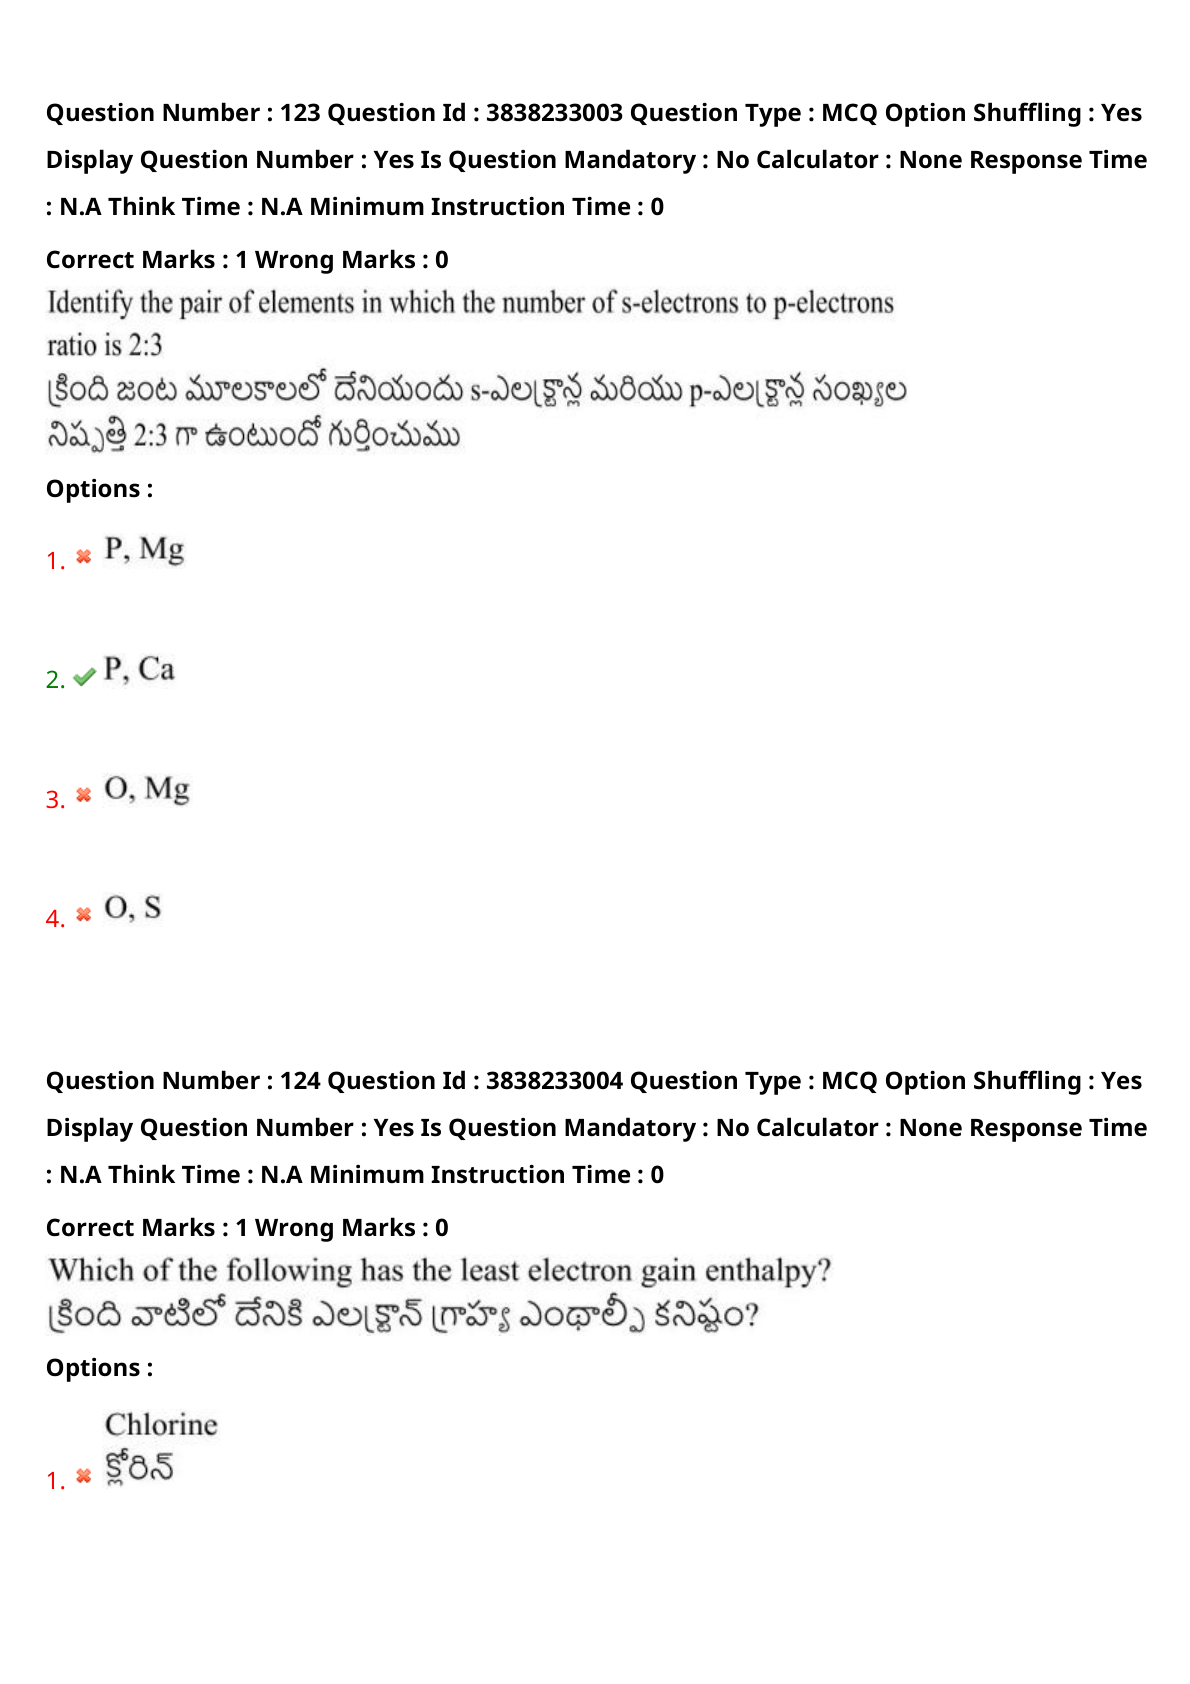 Question Number : 123 Question Id : 3838233003 Question Type : MCQ Option Shuffling : Yes
Display Question Number : Yes Is Question Mandatory : No Calculator : None Response Time
: N.A Think Time : N.A Minimum Instruction Time : 0
Correct Marks : 1 Wrong Marks : 0
Identify the pair of elements in which the number of s-electrons to p-electrons
ratio is 2:3
క్రింది జంట మూలకాలలో దేనియందు s-ఎలక్ట్రాన్ల మరియు p-ఎలక్ట్రాన్ల సంఖ్యల
నిష్పత్తి 2:3 గా ఉంటుందో గుర్తించుము
Options :
1. P, Mg
2. P, Ca
3. O, Mg
4. O, S
Question Number : 124 Question Id : 3838233004 Question Type : MCQ Option Shuffling : Yes
Display Question Number : Yes Is Question Mandatory : No Calculator : None Response Time
: N.A Think Time : N.A Minimum Instruction Time : 0
Correct Marks : 1 Wrong Marks : 0
Which of the following has the least electron gain enthalpy?
క్రింది వాటిలో దేనికి ఎలక్ట్రాన్ గ్రాహ్య ఎంథాల్పీ కనిష్టం?
Options :
Chlorine
1. క్లోరిన్